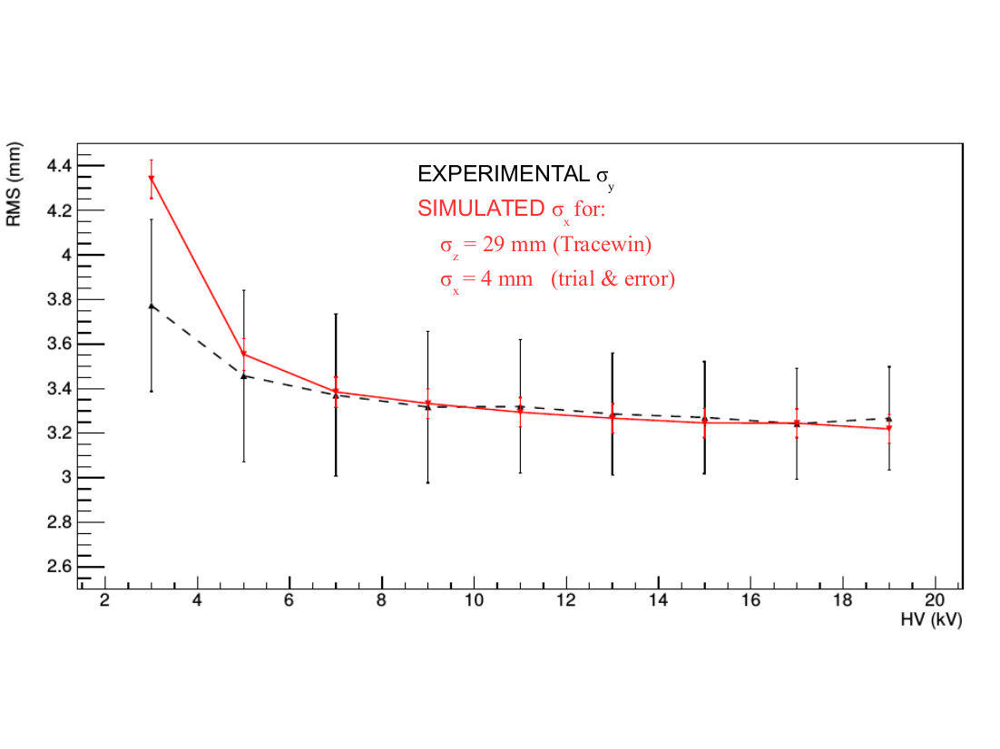 RMS (mm)
4.4
4.2
4
3.8
3.6
3.4
3.2
3
2.8
2.6
EXPERIMENTAL σy
SIMULATED σx for:
σz = 29 mm (Tracewin)
σx = 4 mm (trial & error)
2 4 6 8 10 12 14 16 18 20
HV (kV)